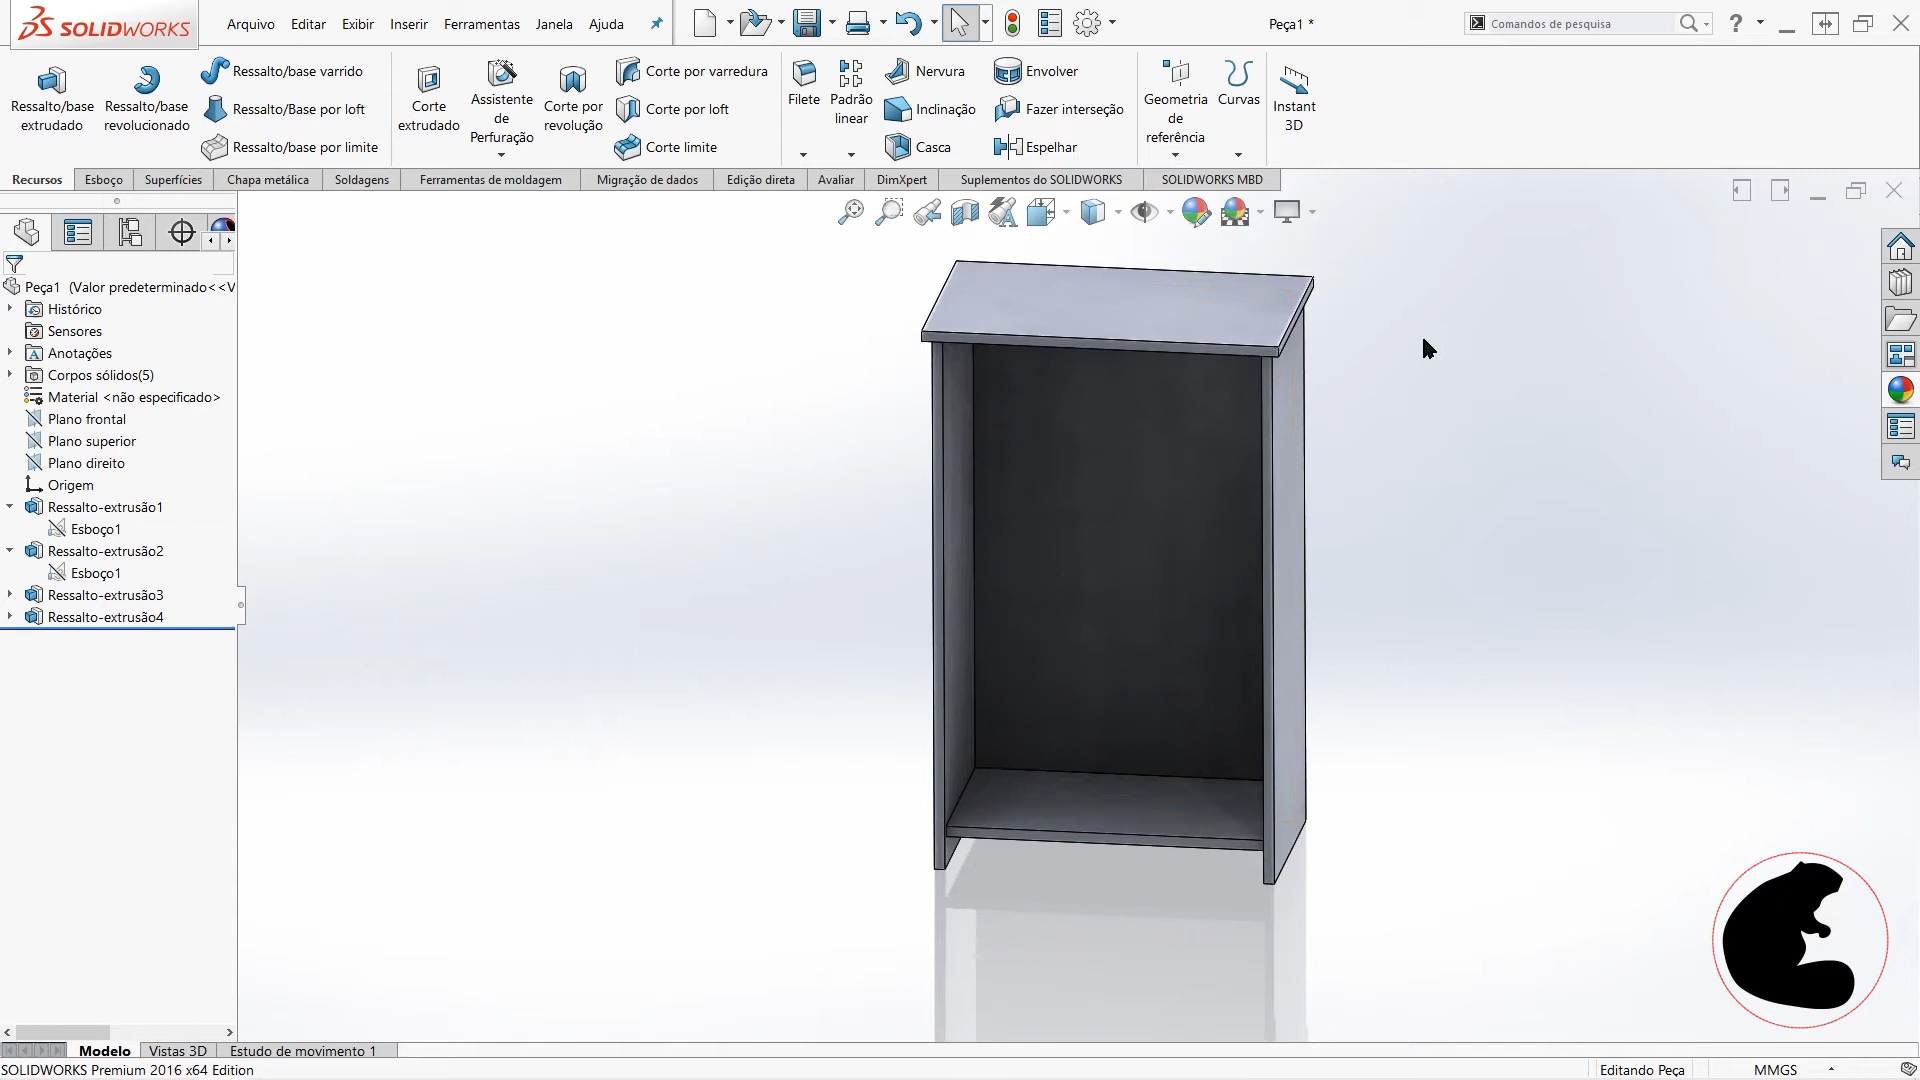 SOLIDWORKS
Arquivo Editar Exibir Inserir Ferramentas Janela Ajuda
Peça1 *
Comandos de pesquisa
?
Ressalto/base extrudado
Ressalto/base revolucionado
Ressalto/base varrido
Ressalto/Base por loft
Ressalto/base por limite
Corte extrudado
Assistente de Perfuração
Corte por revolução
Corte por varredura
Corte por loft
Corte limite
Filete
Padrão linear
Nervura
Inclinação
Casca
Envolver
Fazer interseção
Espelhar
Geometria de referência
Curvas
Instant 3D
Recursos Esboço Superfícies Chapa metálica Soldagens Ferramentas de moldagem Migração de dados Edição direta Avaliar DimXpert Suplementos do SOLIDWORKS SOLIDWORKS MBD
Peça1 (Valor predeterminado<<V
Histórico
Sensores
Anotações
Corpos sólidos(5)
Material <não especificado>
Plano frontal
Plano superior
Plano direito
Origem
Ressalto-extrusão1
Esboço1
Ressalto-extrusão2
Esboço1
Ressalto-extrusão3
Ressalto-extrusão4
Modelo Vistas 3D Estudo de movimento 1
SOLIDWORKS Premium 2016 x64 Edition
Editando Peça
MMGS